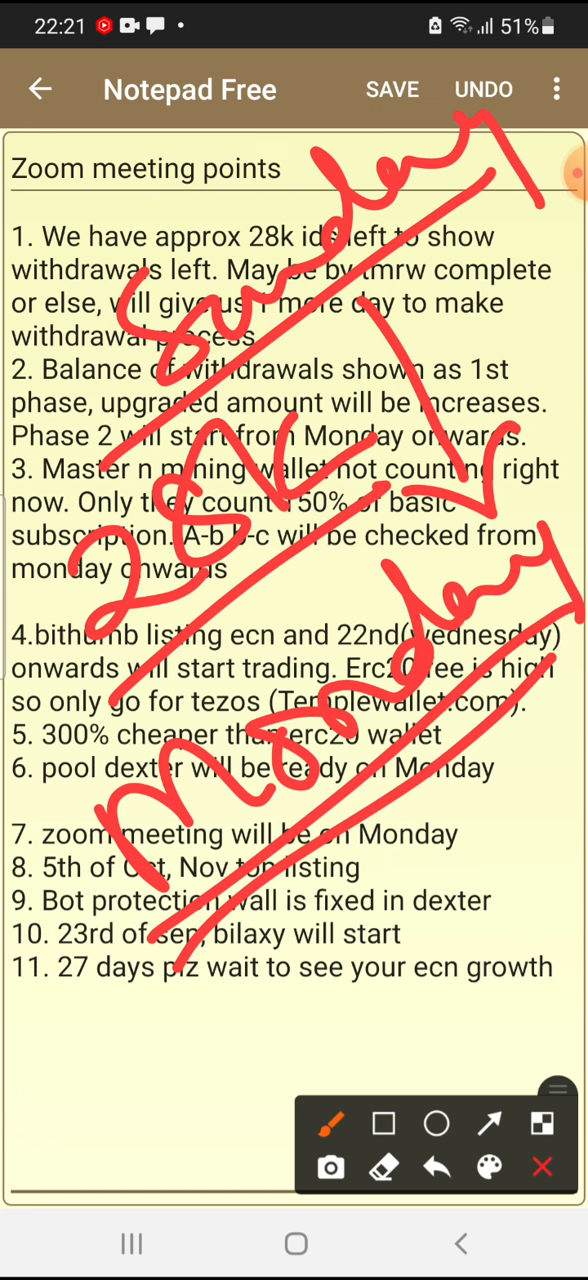 22:21
51%
Notepad Free
SAVE
UNDO
Zoom meeting points
1. We have approx 28k ids left to show
withdrawals left. May be by tmrw complete
or else, will give us 1 more day to make
withdrawal process
2. Balance of withdrawals shown as 1st
phase, upgraded amount will be increases.
Phase 2 will start from Monday onwards.
3. Master n mining wallet not counting right
now. Only they count 150% of basic
subscription. A-b b-c will be checked from
monday onwards
4.bithumb listing ecn and 22nd(wednesday)
onwards will start trading. Erc20 fee is high
so only go for tezos (Templewallet.com).
5. 300% cheaper than erc20 wallet
6. pool dexter will be ready on Monday
7. zoom meeting will be on Monday
8. 5th of Oct, Nov top listing
9. Bot protection wall is fixed in dexter
10. 23rd of sep, bilaxy will start
11. 27 days plz wait to see your ecn growth
Sunday
28K
Monday